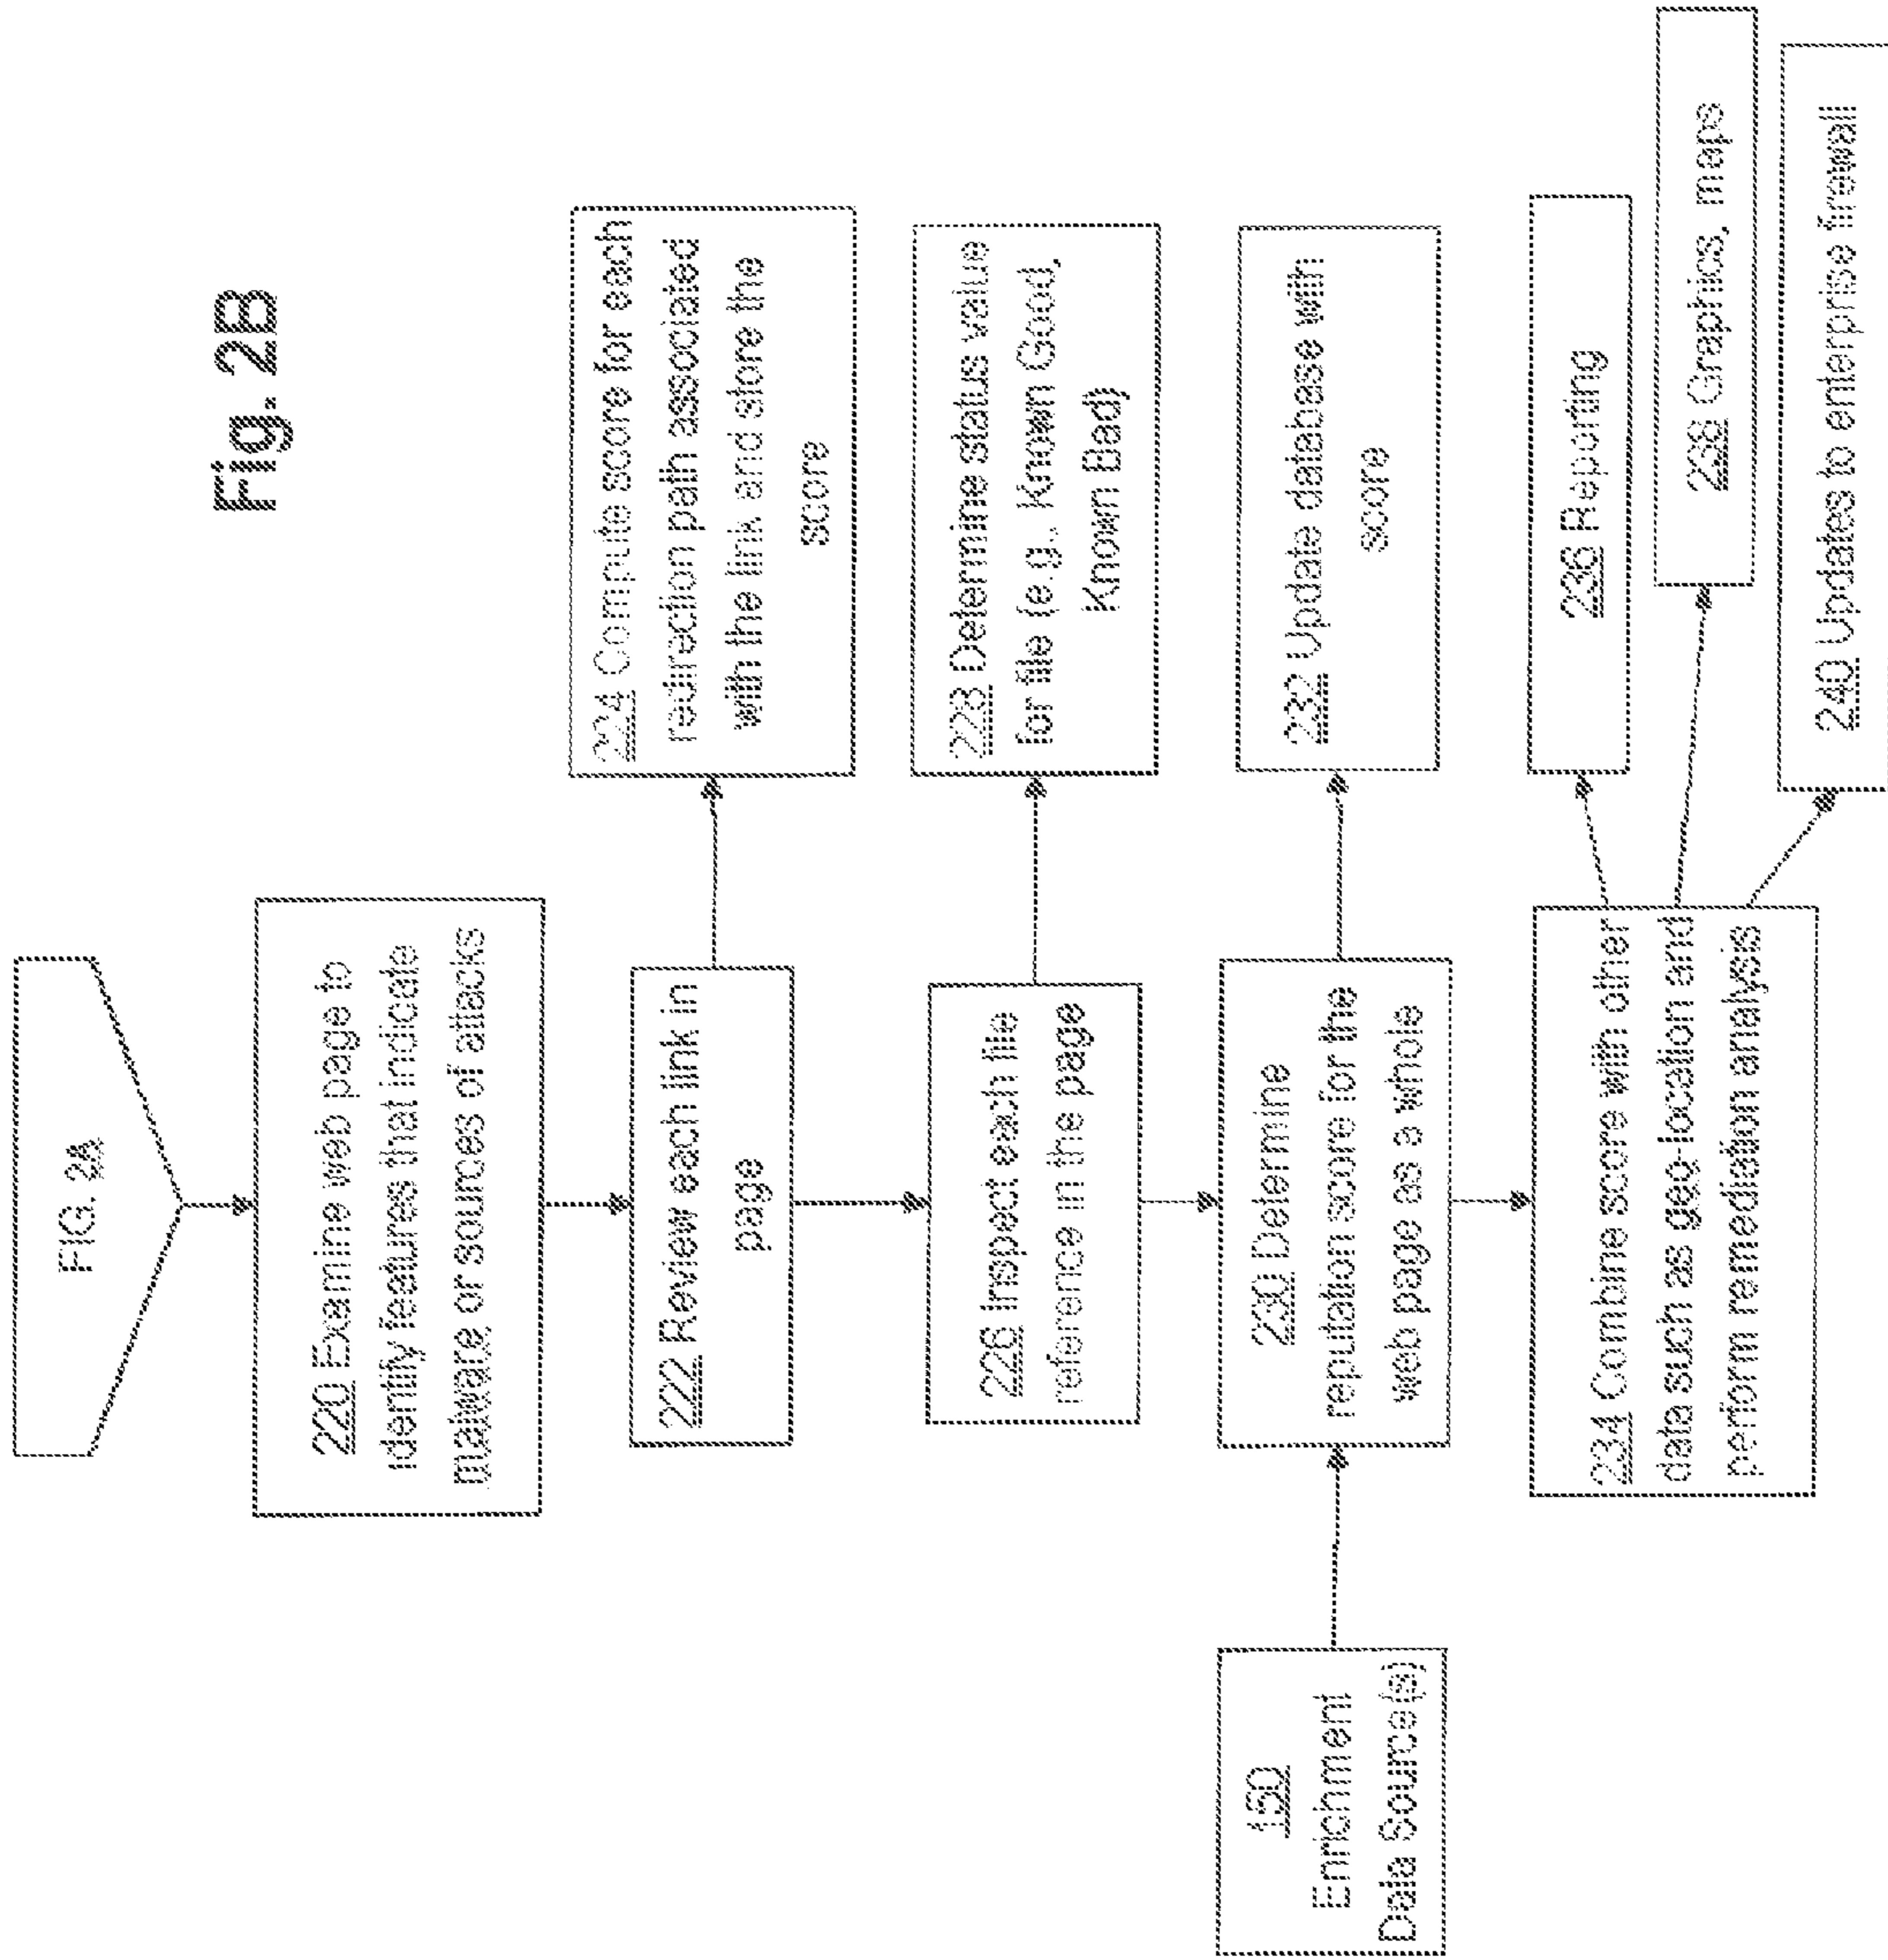 Fig. 2B
FIG. 2A
220 Examine web page to
identify features that indicate
malware or sources of attacks
222 Review each link in
page
224 Compute score for each
redirection path associated
with the link and store the
score
226 Inspect each file
reference in the page
228 Determine status value
for file (e.g., Known Good,
Known Bad)
150
Enrichment
Data Source(s)
230 Determine
reputation score for the
web page as a whole
232 Update database with
score
234 Combine score with other
data such as geo-location and
perform remediation analysis
236 Reporting
238 Graphics, maps
240 Updates to enterprise firewall